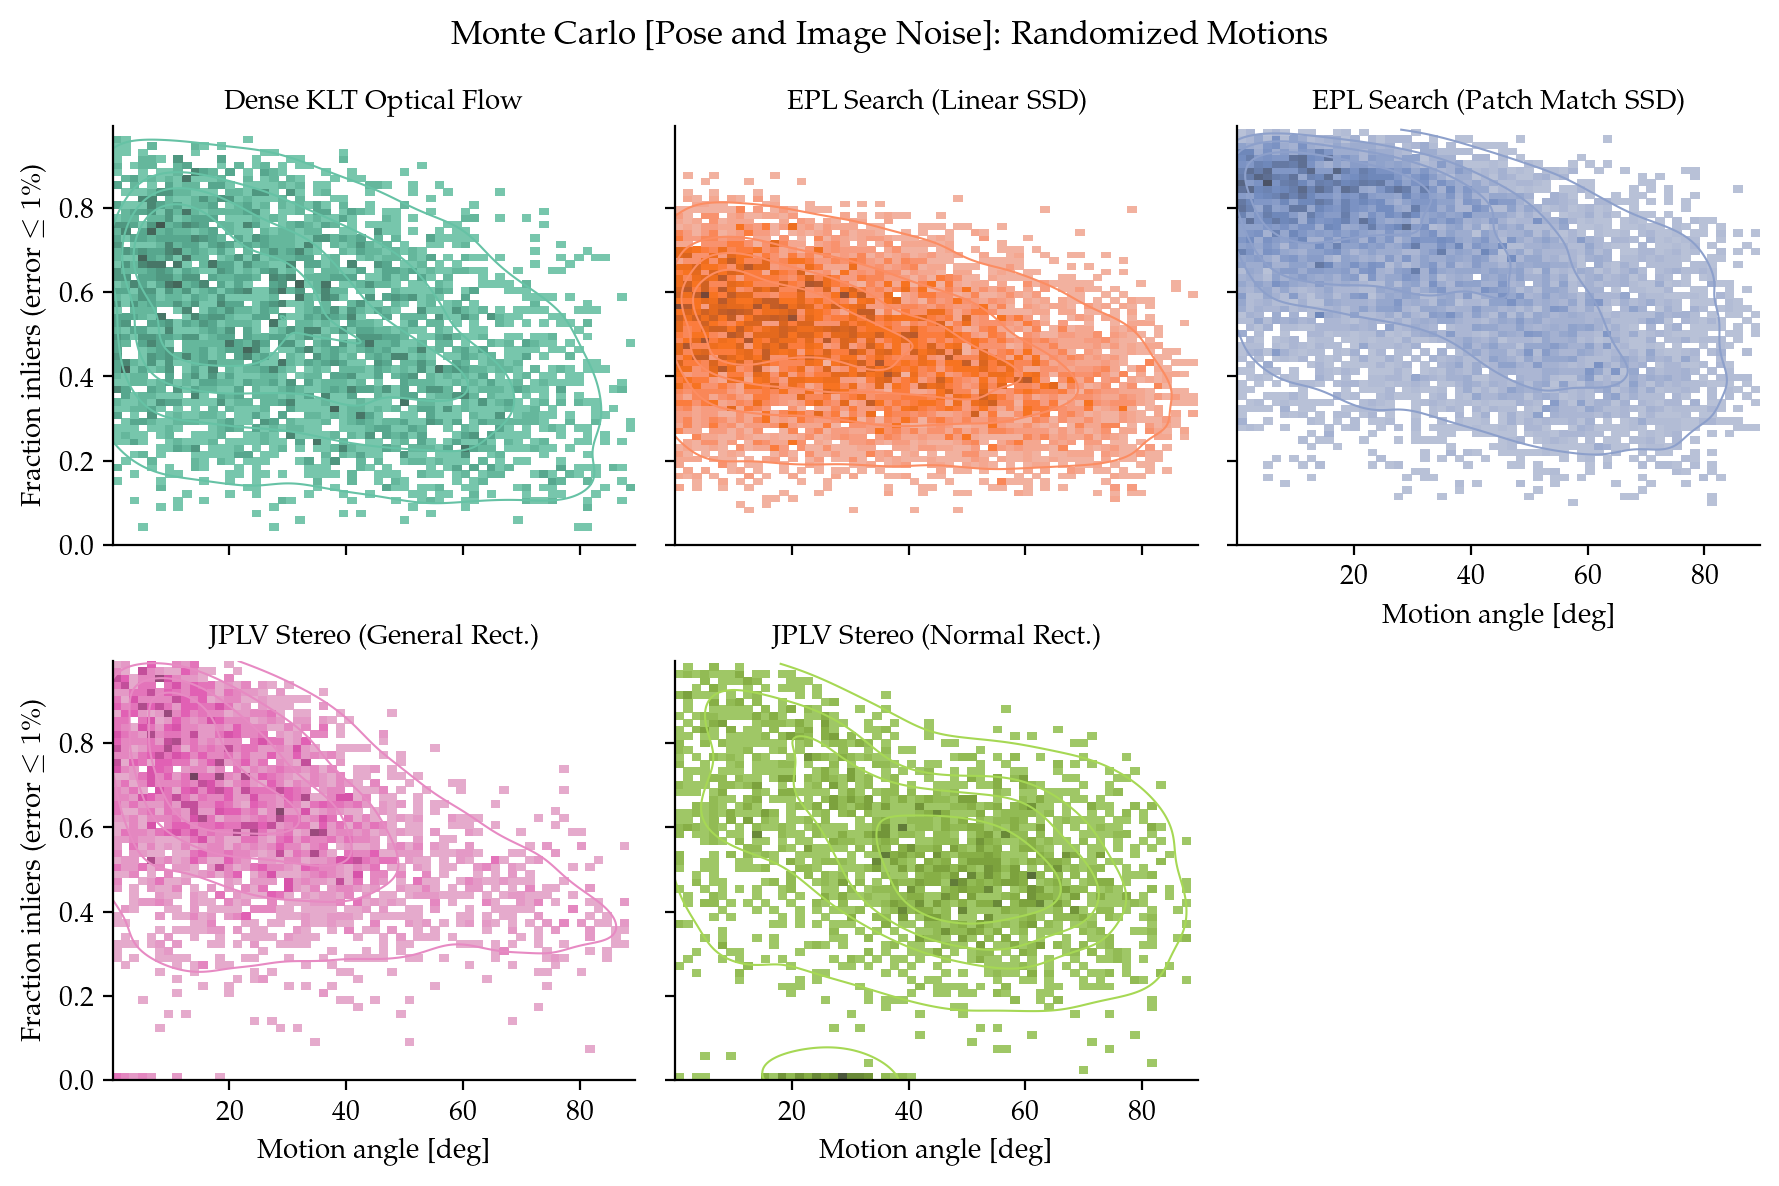 Monte Carlo [Pose and Image Noise]: Randomized Motions
Dense KLT Optical Flow
EPL Search (Linear SSD)
EPL Search (Patch Match SSD)
Fraction inliers (error ≤ 1%)
0.8
0.6
0.4
0.2
0.0
20 40 60 80
Motion angle [deg]
JPLV Stereo (General Rect.)
JPLV Stereo (Normal Rect.)
Fraction inliers (error ≤ 1%)
0.8
0.6
0.4
0.2
0.0
20 40 60 80
20 40 60 80
Motion angle [deg]
Motion angle [deg]